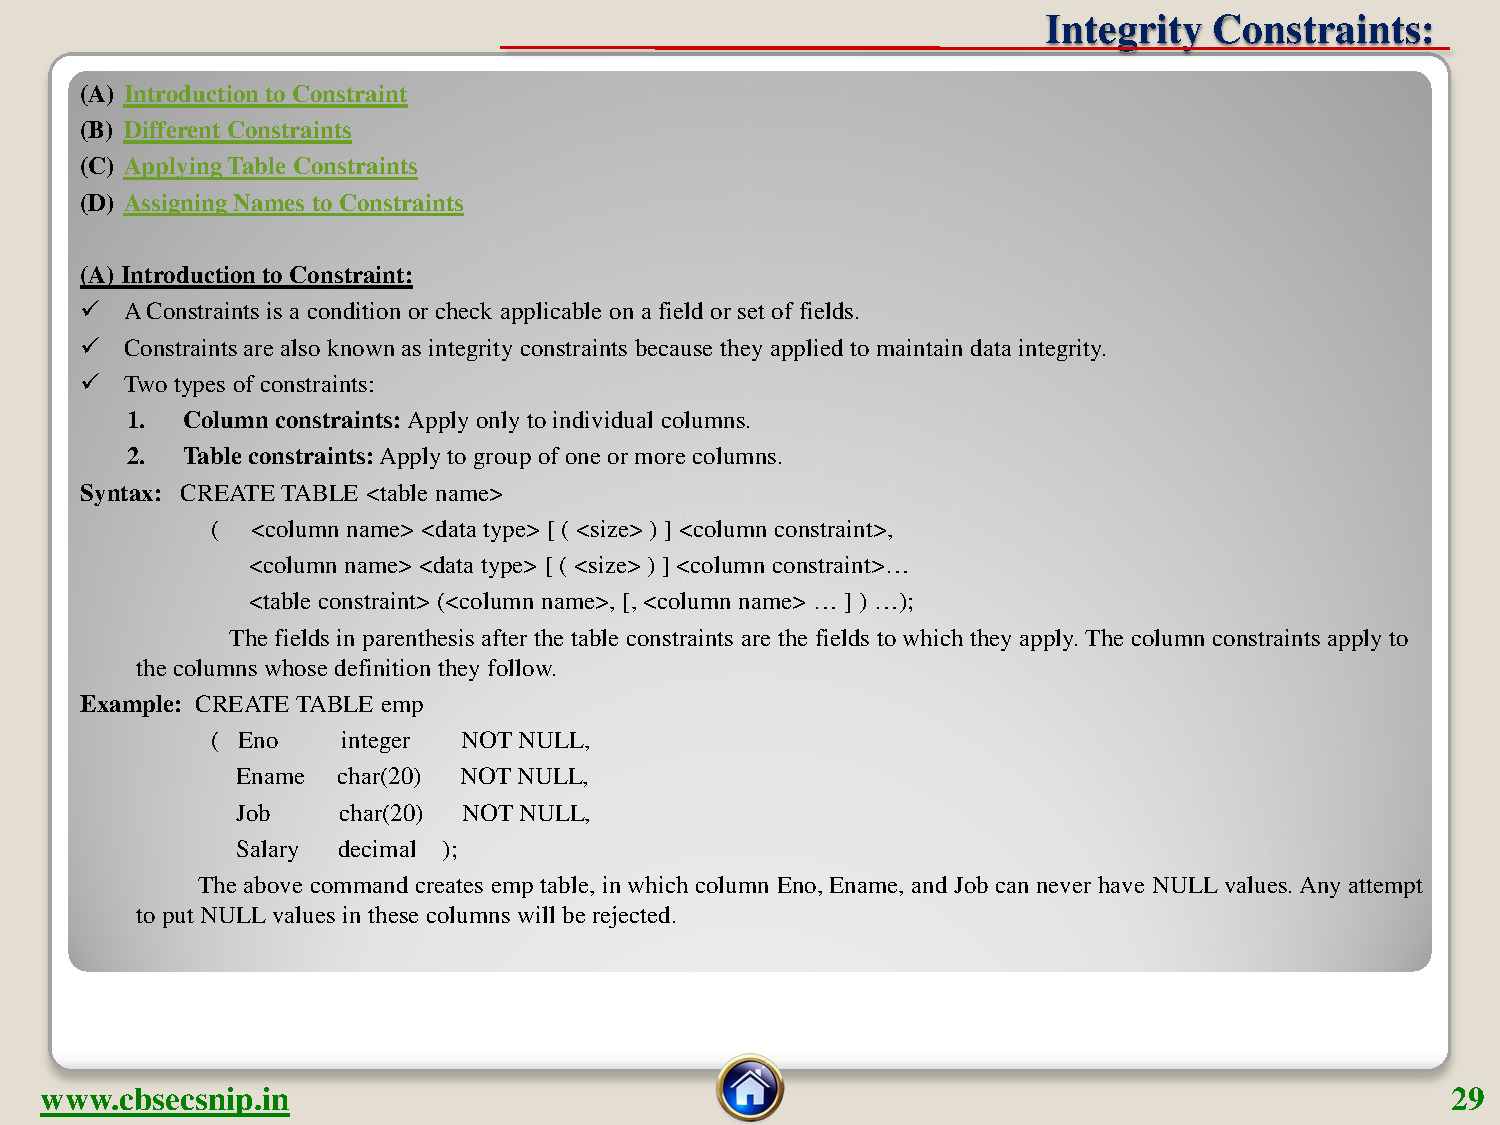 Integrity Constraints:
(A) Introduction to Constraint
(B) Different Constraints
(C) Applying Table Constraints
(D) Assigning Names to Constraints
(A) Introduction to Constraint:
✓ A Constraints is a condition or check applicable on a field or set of fields.
✓ Constraints are also known as integrity constraints because they applied to maintain data integrity.
✓ Two types of constraints:
1. Column constraints: Apply only to individual columns.
2. Table constraints: Apply to group of one or more columns.
Syntax: CREATE TABLE <table name>
( <column name> <data type> [ ( <size> ) ] <column constraint>,
<column name> <data type> [ ( <size> ) ] <column constraint>…
<table constraint> (<column name>, [, <column name> … ] ) …);
The fields in parenthesis after the table constraints are the fields to which they apply. The column constraints apply to
the columns whose definition they follow.
Example: CREATE TABLE emp
( Eno integer NOT NULL,
Ename char(20) NOT NULL,
Job char(20) NOT NULL,
Salary decimal );
The above command creates emp table, in which column Eno, Ename, and Job can never have NULL values. Any attempt
to put NULL values in these columns will be rejected.
www.cbsecsnip.in
29